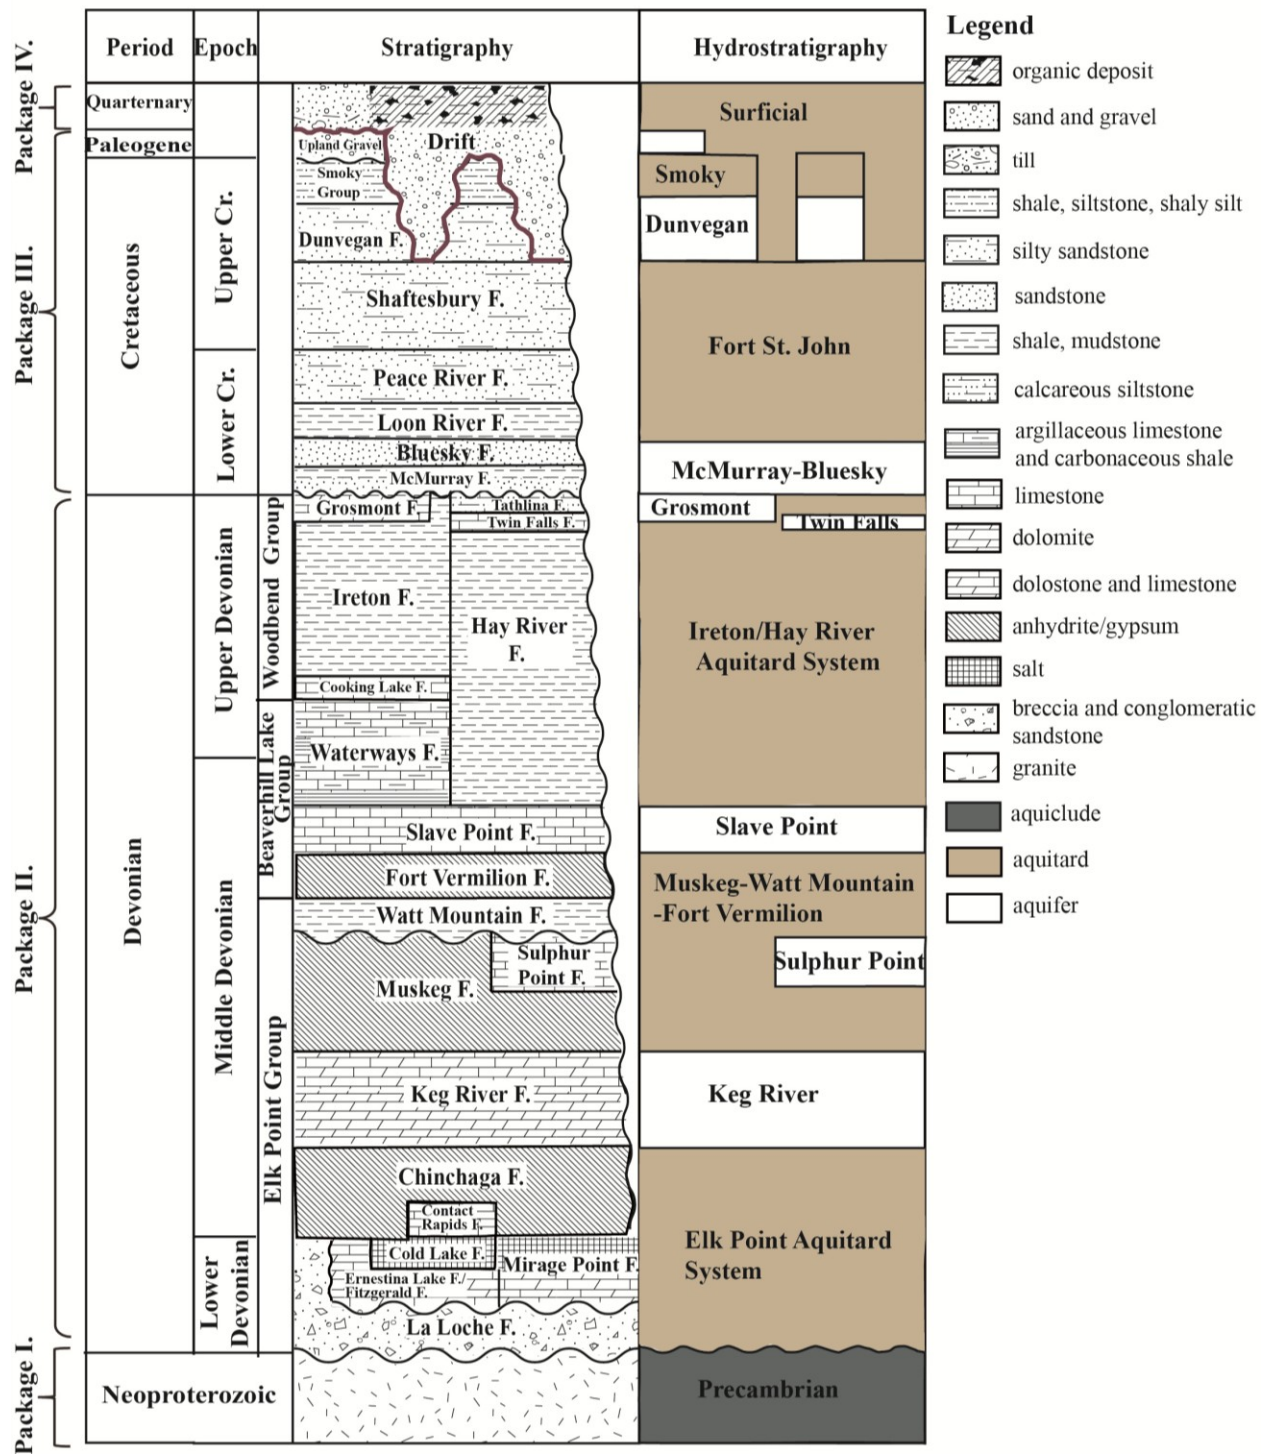 Period
Epoch
Stratigraphy
Hydrostratigraphy
Package IV.
Package III.
Package II.
Package I.
Quarternary
Paleogene
Cretaceous
Devonian
Neoproterozoic
Upper Cr.
Lower Cr.
Upper Devonian
Middle Devonian
Lower
Devonian
Woodbend Group
Beaverhill Lake
Group
Elk Point Group
Upland Gravel
Drift
Smoky
Group
Dunvegan F.
Shaftesbury F.
Peace River F.
Loon River F.
Bluesky F.
McMurray F.
Grosmont F.
Tathlina F.
Twin Falls F.
Ireton F.
Hay River
F.
Cooking Lake F.
Waterways F.
Slave Point F.
Fort Vermilion F.
Watt Mountain F.
Sulphur
Point F.
Muskeg F.
Keg River F.
Chinchaga F.
Contact
Rapids F.
Cold Lake F.
Mirage Point F.
Ernestina Lake F./
Fitzgerald F.
La Loche F.
Surficial
Smoky
Dunvegan
Fort St. John
McMurray-Bluesky
Grosmont
Twin Falls
Ireton/Hay River
Aquitard System
Slave Point
Muskeg-Watt Mountain
-Fort Vermilion
Sulphur Point
Keg River
Elk Point Aquitard
System
Precambrian
Legend
organic deposit
sand and gravel
till
shale, siltstone, shaly silt
silty sandstone
sandstone
shale, mudstone
calcareous siltstone
argillaceous limestone
and carbonaceous shale
limestone
dolomite
dolostone and limestone
anhydrite/gypsum
salt
breccia and conglomeratic
sandstone
granite
aquiclude
aquitard
aquifer